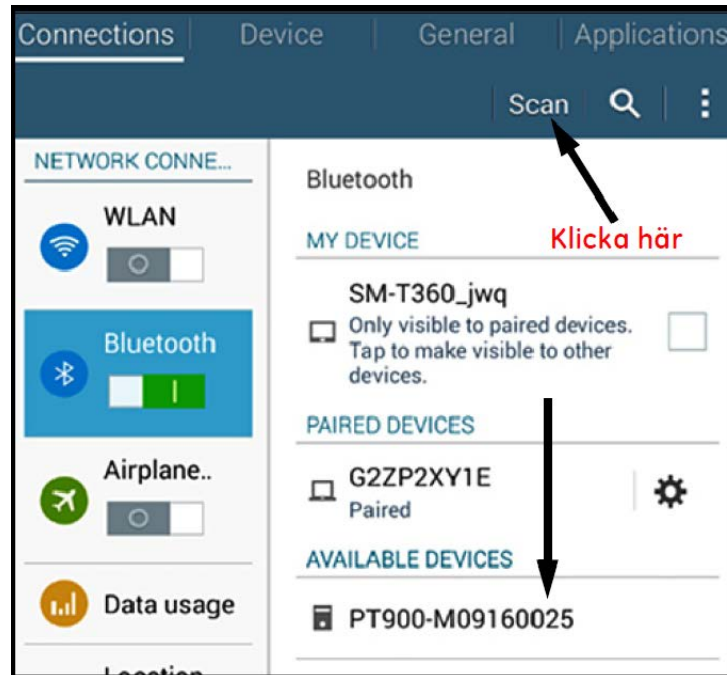 Connections
Device
General
Applications
Scan
NETWORK CONNE...
WLAN
Bluetooth
Airplane..
Data usage
Location
Bluetooth
MY DEVICE
Klicka här
SM-T360_jwq
Only visible to paired devices.
Tap to make visible to other
devices.
PAIRED DEVICES
G2ZP2XY1E
Paired
AVAILABLE DEVICES
PT900-M09160025